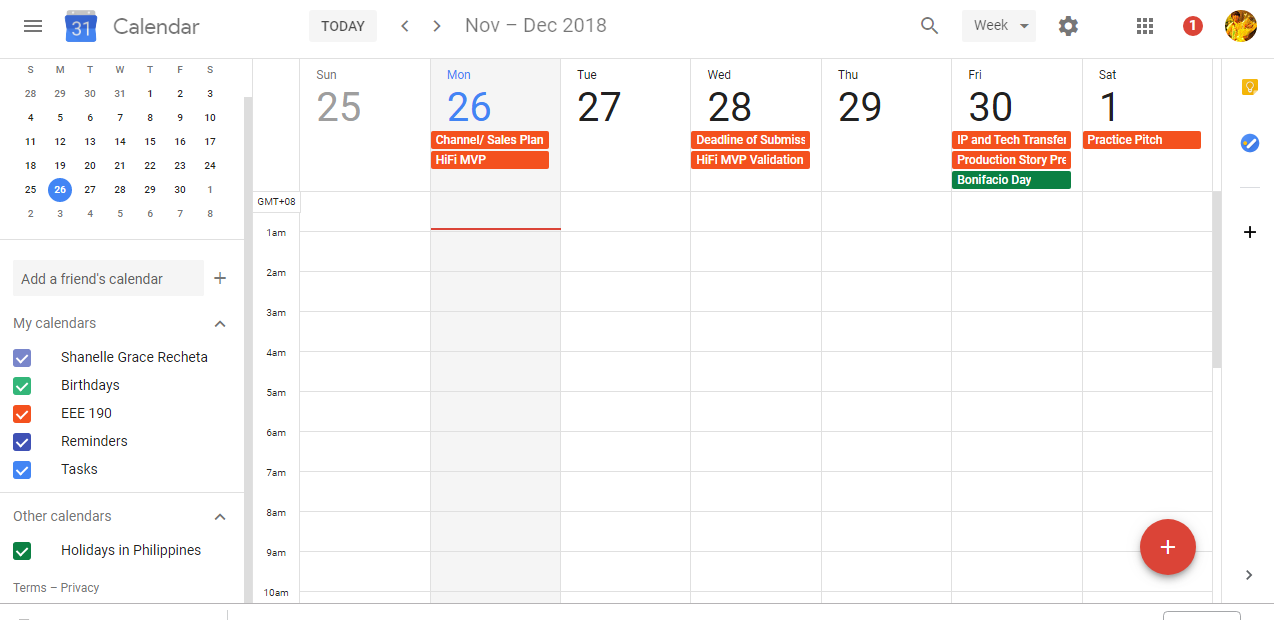 31 Calendar TODAY Nov – Dec 2018 Week 1
S M T W T F S
28 29 30 31 1 2 3
4 5 6 7 8 9 10
11 12 13 14 15 16 17
18 19 20 21 22 23 24
25 26 27 28 29 30 1
2 3 4 5 6 7 8
Add a friend's calendar
My calendars
Shanelle Grace Recheta
Birthdays
EEE 190
Reminders
Tasks
Other calendars
Holidays in Philippines
Terms – Privacy
Sun Mon Tue Wed Thu Fri Sat
25 26 27 28 29 30 1
Channel/ Sales Plan Deadline of Submiss IP and Tech Transfer Practice Pitch
HiFi MVP HiFi MVP Validation Production Story Pre
Bonifacio Day
GMT+08
1am
2am
3am
4am
5am
6am
7am
8am
9am
10am